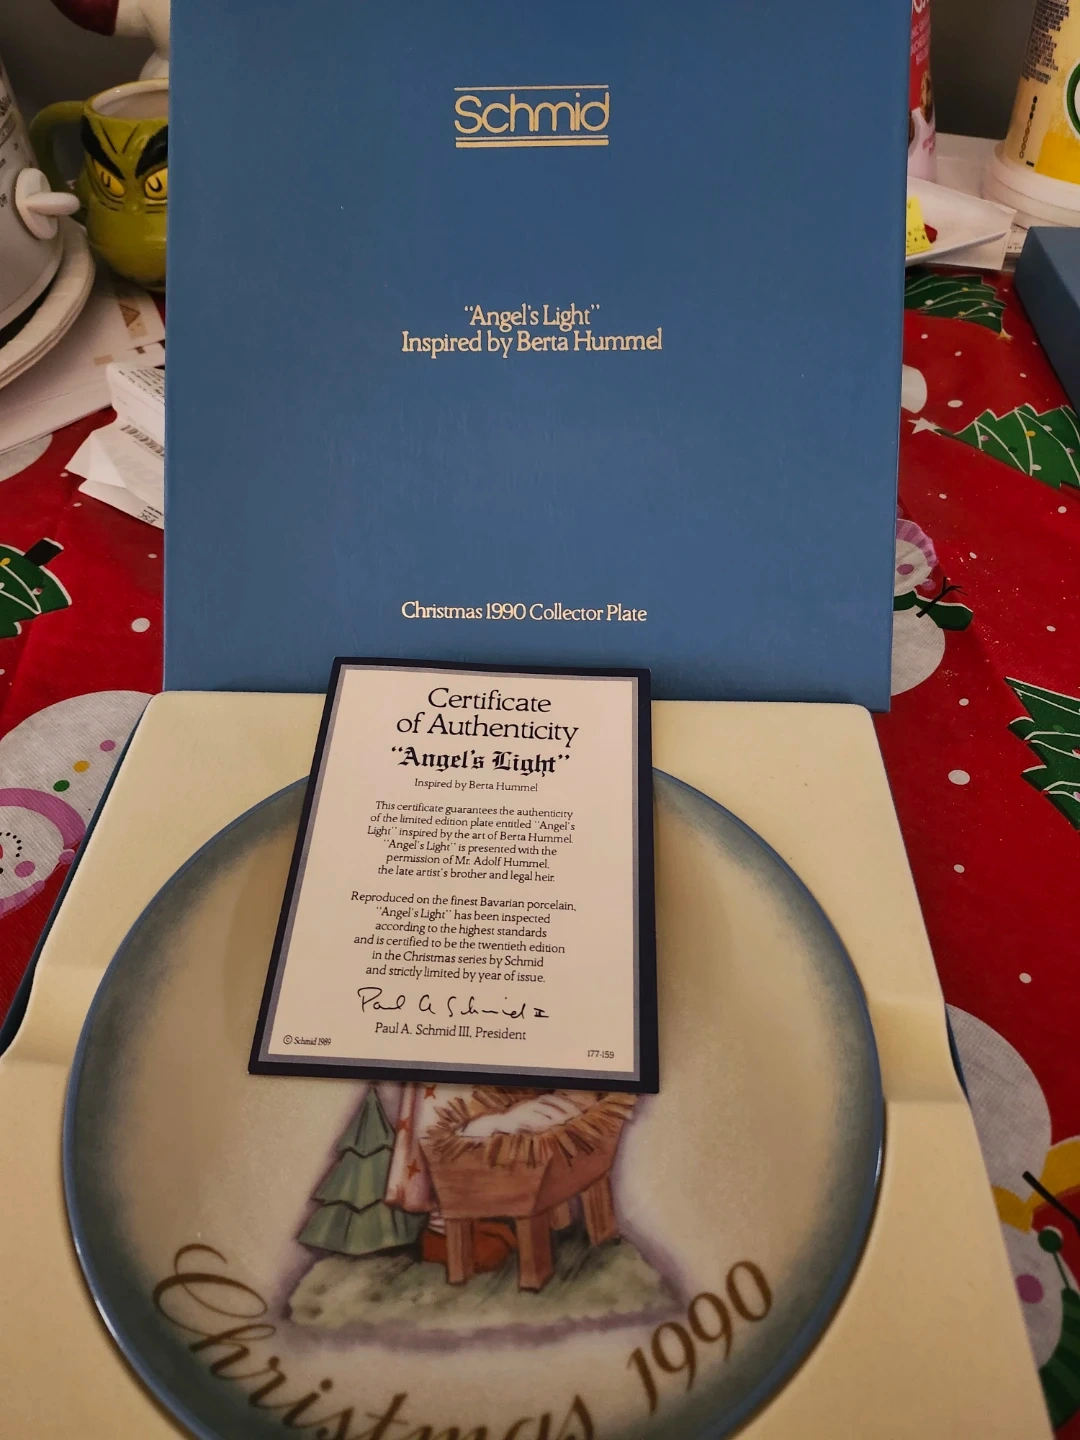 Schmid
"Angel's Light"
Inspired by Berta Hummel
Christmas 1990 Collector Plate
Certificate
of Authenticity
"Angel's Light"
Inspired by Berta Hummel
This certificate guarantees the authenticity
of the limited edition plate entitled "Angel's
Light" inspired by the art of Berta Hummel.
"Angel's Light" is presented with the
permission of Mr. Adolf Hummel,
the late artist's brother and legal heir.
Reproduced on the finest Bavarian porcelain,
"Angel's Light" has been inspected
according to the highest standards
and is certified to be the twentieth edition
in the Christmas series by Schmid
and strictly limited by year of issue.
Paul A Schmid III
Paul A. Schmid III, President
© Schmid 1989
177-159
Christmas 1990